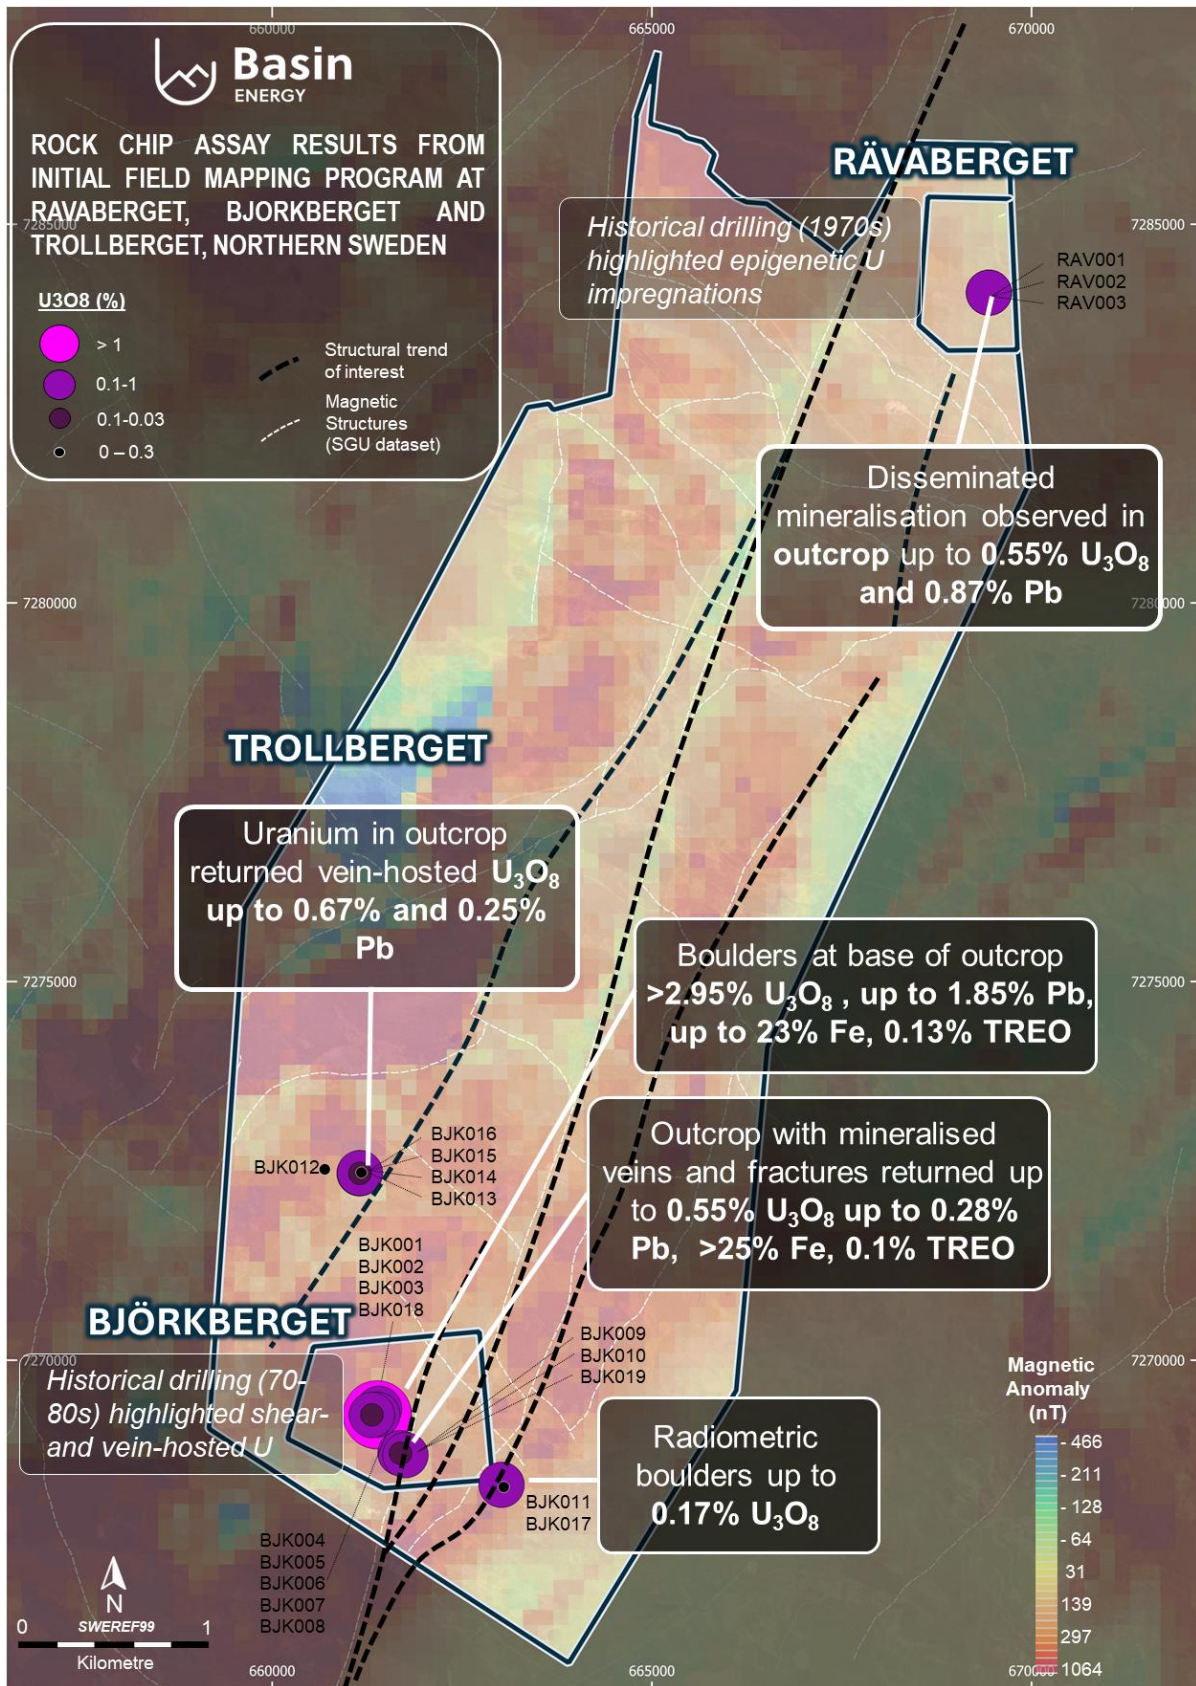 660000
665000
670000
Basin
ENERGY
ROCK CHIP ASSAY RESULTS FROM
INITIAL FIELD MAPPING PROGRAM AT
RAVABERGET, BJORKBERGET AND
TROLLBERGET, NORTHERN SWEDEN
U3O8 (%)
> 1
0.1-1
0.1-0.03
0 – 0.3
Structural trend
of interest
Magnetic
Structures
(SGU dataset)
RÄVABERGET
7285000
7285000
Historical drilling (1970s)
highlighted epigenetic U
impregnations
RAV001
RAV002
RAV003
Disseminated
mineralisation observed in
outcrop up to 0.55% U₃O₈
and 0.87% Pb
7280000
7280000
TROLLBERGET
Uranium in outcrop
returned vein-hosted U₃O₈
up to 0.67% and 0.25%
Pb
7275000
7275000
Boulders at base of outcrop
>2.95% U₃O₈ , up to 1.85% Pb,
up to 23% Fe, 0.13% TREO
Outcrop with mineralised
veins and fractures returned up
to 0.55% U₃O₈ up to 0.28%
Pb, >25% Fe, 0.1% TREO
BJK012
BJK016
BJK015
BJK014
BJK013
BJK001
BJK002
BJK003
BJK018
BJÖRKBERGET
BJK009
BJK010
BJK019
7270000
7270000
Historical drilling (70-
80s) highlighted shear-
and vein-hosted U
Radiometric
boulders up to
0.17% U₃O₈
BJK011
BJK017
BJK004
BJK005
BJK006
BJK007
BJK008
Magnetic
Anomaly
(nT)
- 466
- 211
- 128
- 64
31
139
297
1064
N
0 SWEREF99 1
Kilometre
660000
665000
670000